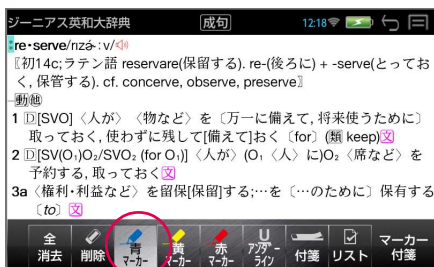 ジーニアス英和大辞典 成句 12:18
re･serve/rɪzə́ː:v/
〖初14c;ラテン語 reservare(保留する). re-(後ろに) + -serve(とってお
く, 保管する). cf. concerve, observe, preserve〗
動他
1 D[SVO]〈人が〉〈物など〉を〔万一に備えて, 将来使うために〕
取っておく, 使わずに残して[備えて]おく〔for〕(類 keep)文
2 D[SV(O₁)O₂/SVO₂ (for O₁)]〈人が〉(O₁〈人〉に)O₂〈席など〉を
予約する, 取っておく文
3a〈権利・利益など〉を留保[保留]する;…を〔…のために〕保有する
〔to〕文
全消去 削除 青マーカー 黄マーカー 赤マーカー U アンダーライン 付箋 リスト マーカー付箋